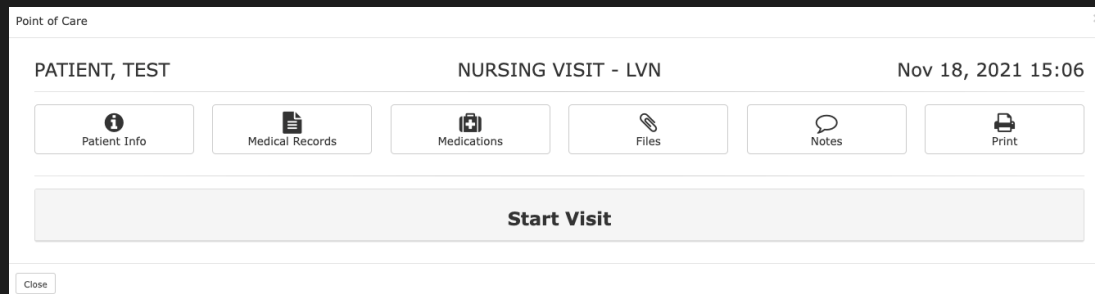 Point of Care
PATIENT, TEST NURSING VISIT - LVN Nov 18, 2021 15:06
Patient Info Medical Records Medications Files Notes Print
Start Visit
Close